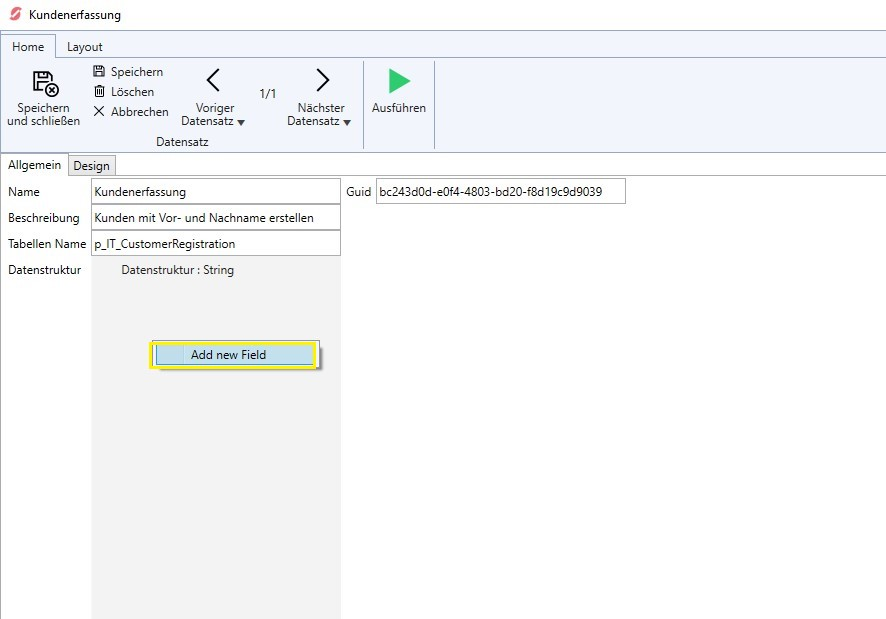 Kundenerfassung
Home Layout
Speichern und schließen
Speichern
Löschen
Abbrechen
Voriger Datensatz
1/1
Nächster Datensatz
Datensatz
Ausführen
Allgemein Design
Name Kundenerfassung Guid bc243d0d-e0f4-4803-bd20-f8d19c9d9039
Beschreibung Kunden mit Vor- und Nachname erstellen
Tabellen Name p_IT_CustomerRegistration
Datenstruktur Datenstruktur : String
Add new Field